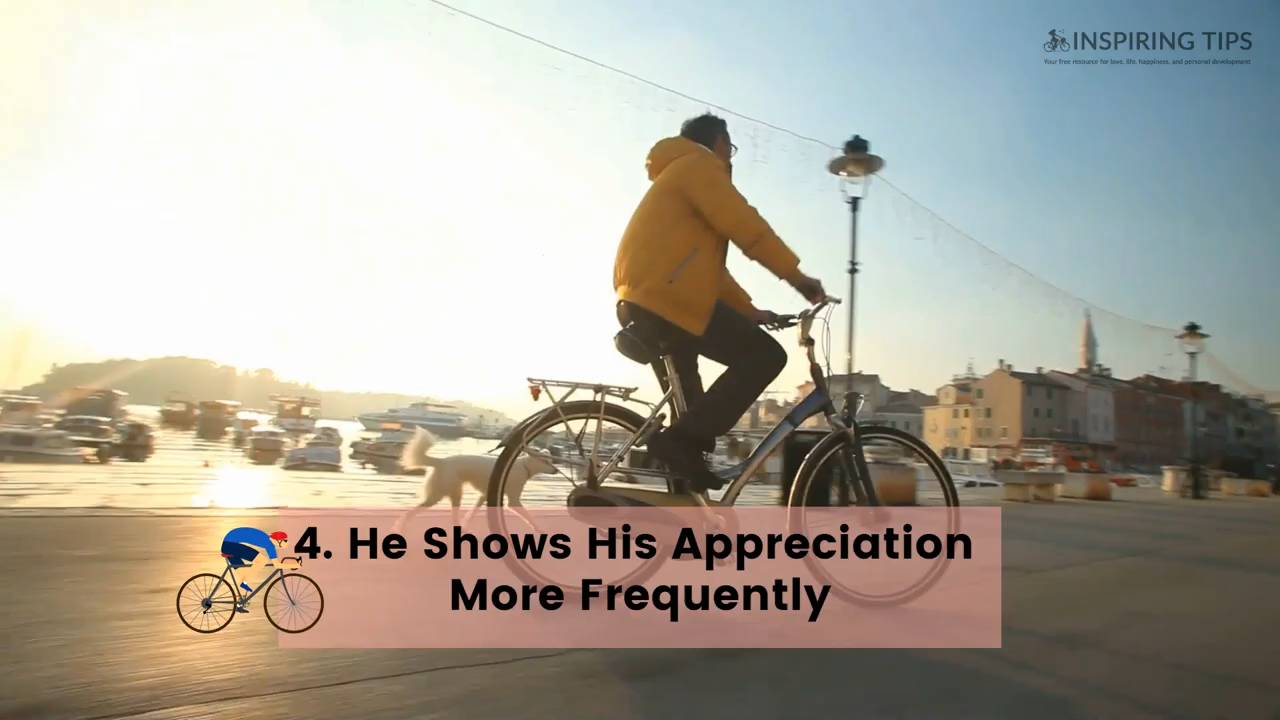 INSPIRING TIPS
Your free resource for love, life, happiness, and personal development
4. He Shows His Appreciation
More Frequently